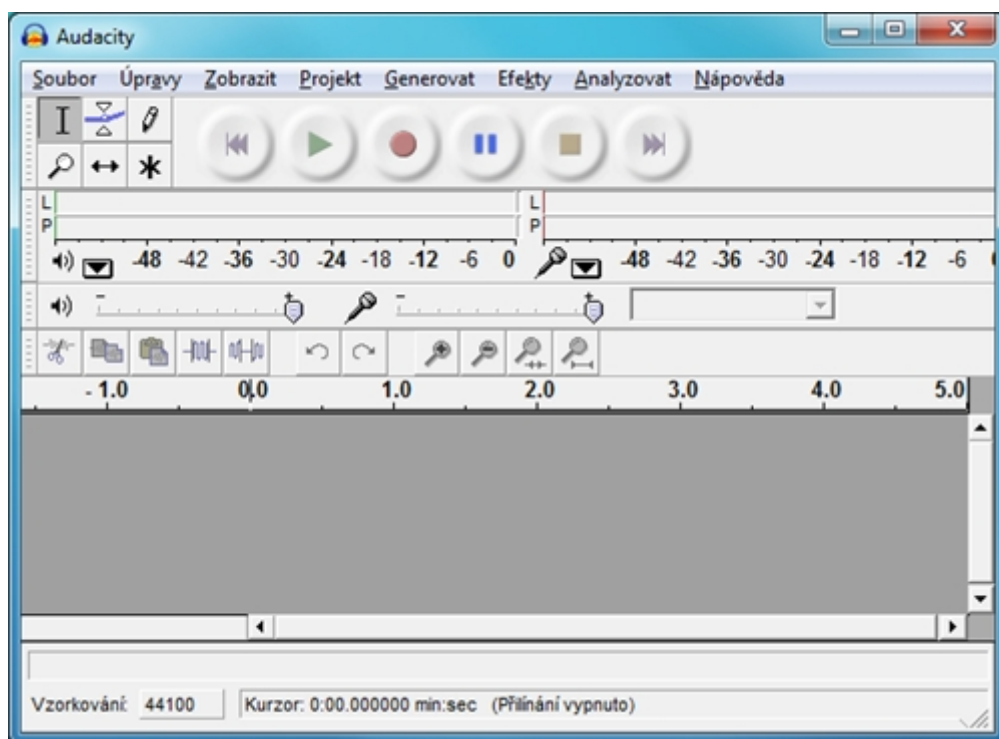 Audacity
Soubor Úpravy Zobrazit Projekt Generovat Efekty Analyzovat Nápověda
L L
P P
-48 -42 -36 -30 -24 -18 -12 -6 0 -48 -42 -36 -30 -24 -18 -12 -6
- 1.0 0.0 1.0 2.0 3.0 4.0 5.0
Vzorkování: 44100 Kurzor: 0:00.000000 min:sec (Přilínání vypnuto)